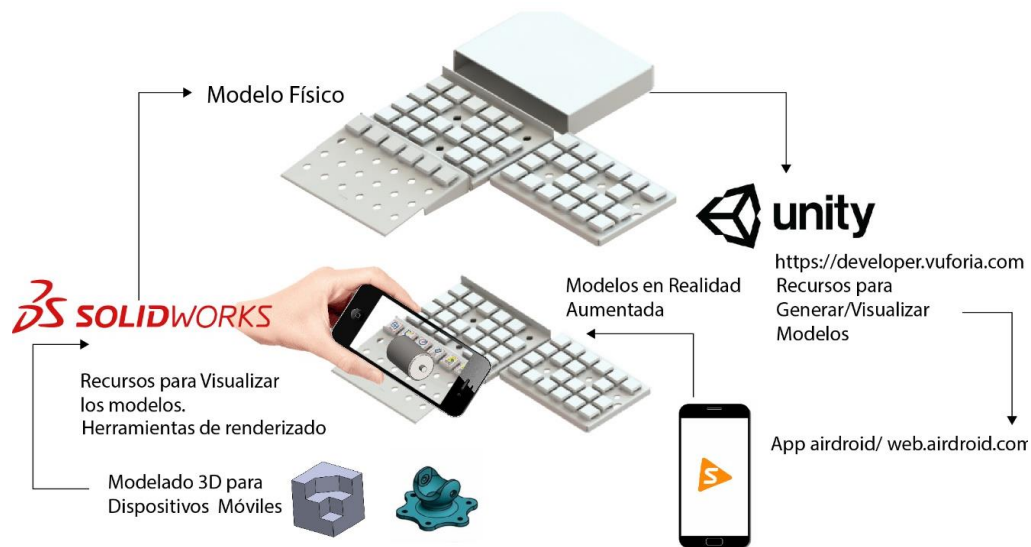 Modelo Físico
unity
https://developer.vuforia.com
Recursos para
Generar/Visualizar
Modelos
Modelos en Realidad
Aumentada
SOLIDWORKS
Recursos para Visualizar
los modelos.
Herramientas de renderizado
App airdroid/ web.airdroid.com
Modelado 3D para
Dispositivos Móviles
S